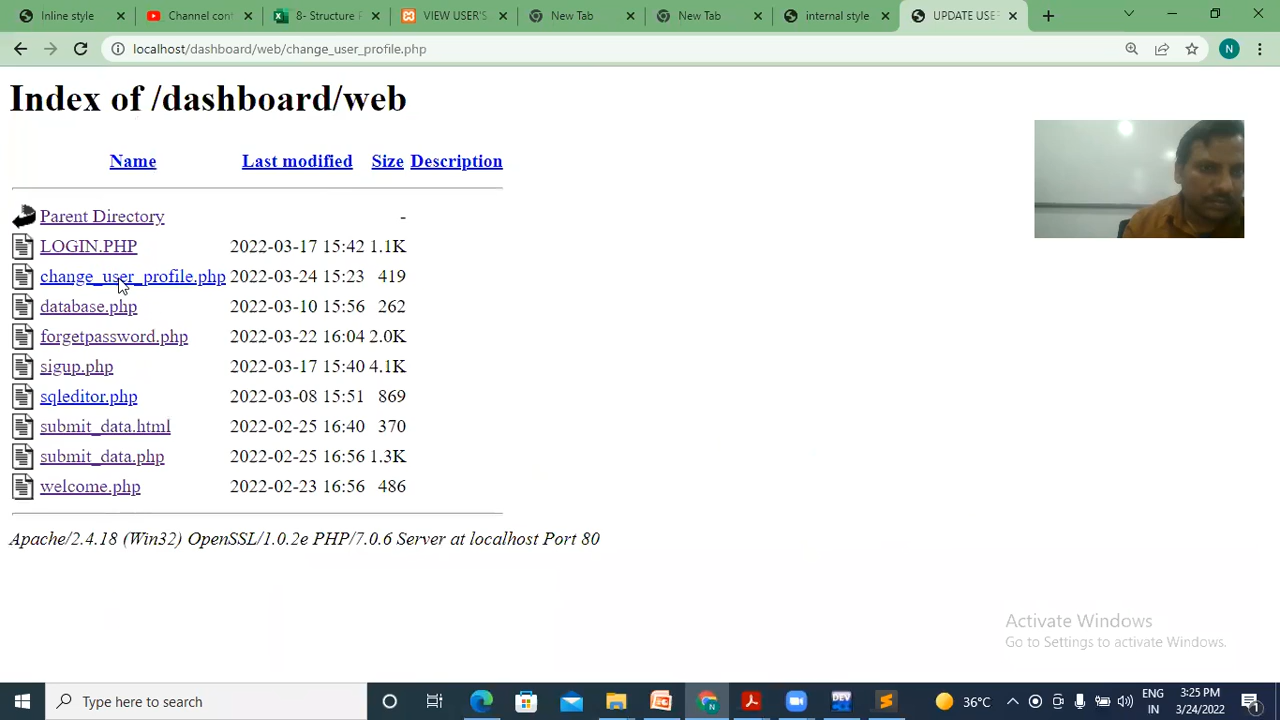 Inline style
Channel cont
8- Structure F
VIEW USER'S
New Tab
New Tab
internal style
UPDATE USE
localhost/dashboard/web/change_user_profile.php
N
Index of /dashboard/web
Name Last modified Size Description
Parent Directory -
LOGIN.PHP 2022-03-17 15:42 1.1K
change_user_profile.php 2022-03-24 15:23 419
database.php 2022-03-10 15:56 262
forgetpassword.php 2022-03-22 16:04 2.0K
sigup.php 2022-03-17 15:40 4.1K
sqleditor.php 2022-03-08 15:51 869
submit_data.html 2022-02-25 16:40 370
submit_data.php 2022-02-25 16:56 1.3K
welcome.php 2022-02-23 16:56 486
Apache/2.4.18 (Win32) OpenSSL/1.0.2e PHP/7.0.6 Server at localhost Port 80
Activate Windows
Go to Settings to activate Windows.
Type here to search
DEV
36°C
ENG
IN
3:25 PM
3/24/2022
1